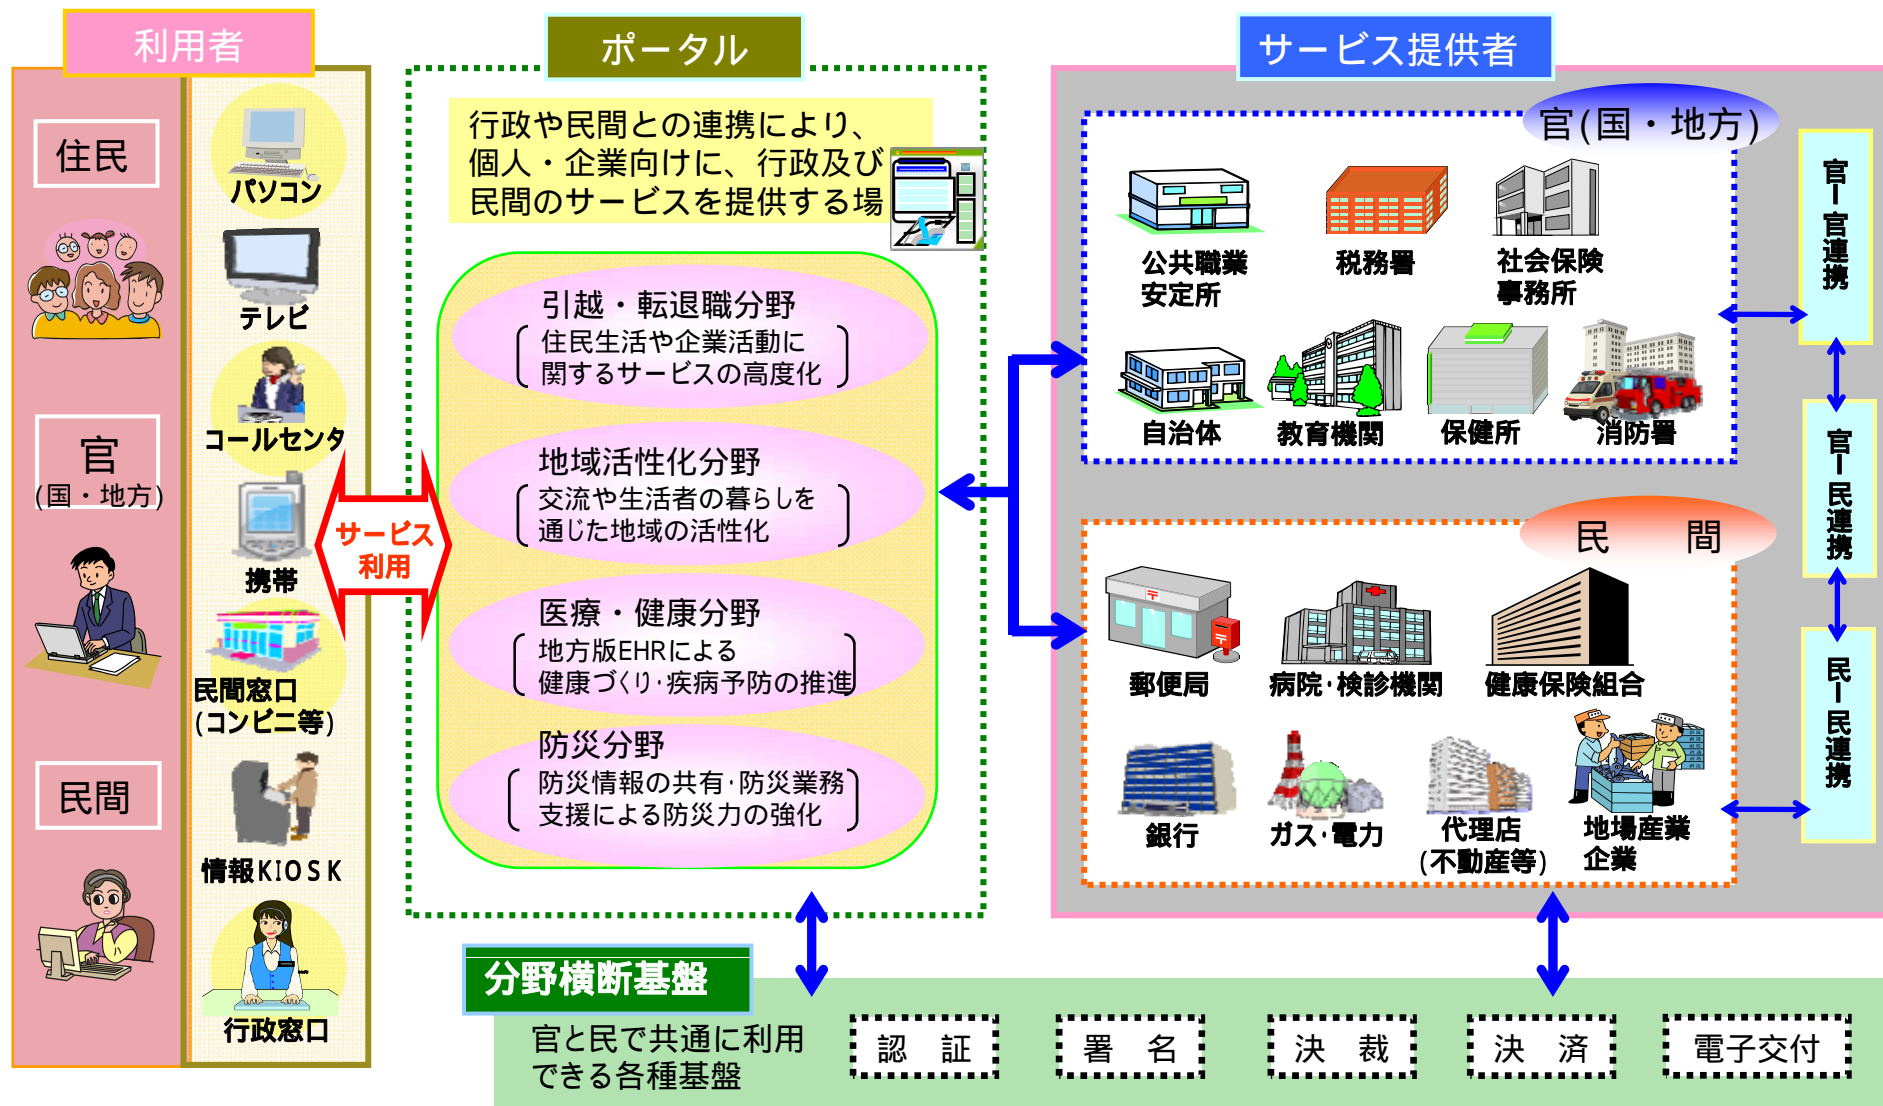 利用者
住民
官
(国・地方)
民間
パソコン
テレビ
コールセンタ
携帯
民間窓口
(コンビニ等)
情報KIOSK
行政窓口
サービス
利用
ポータル
行政や民間との連携により、
個人・企業向けに、行政及び
民間のサービスを提供する場
引越・転退職分野
住民生活や企業活動に
関するサービスの高度化
地域活性化分野
交流や生活者の暮らしを
通じた地域の活性化
医療・健康分野
地方版EHRによる
健康づくり・疾病予防の推進
防災分野
防災情報の共有・防災業務
支援による防災力の強化
サービス提供者
官(国・地方)
公共職業
安定所
税務署
社会保険
事務所
自治体
教育機関
保健所
消防署
民　間
郵便局
病院・検診機関
健康保険組合
銀行
ガス・電力
代理店
(不動産等)
地場産業
企業
官ー官連携
官ー民連携
民ー民連携
分野横断基盤
官と民で共通に利用
できる各種基盤
認　証
署　名
決　裁
決　済
電子交付